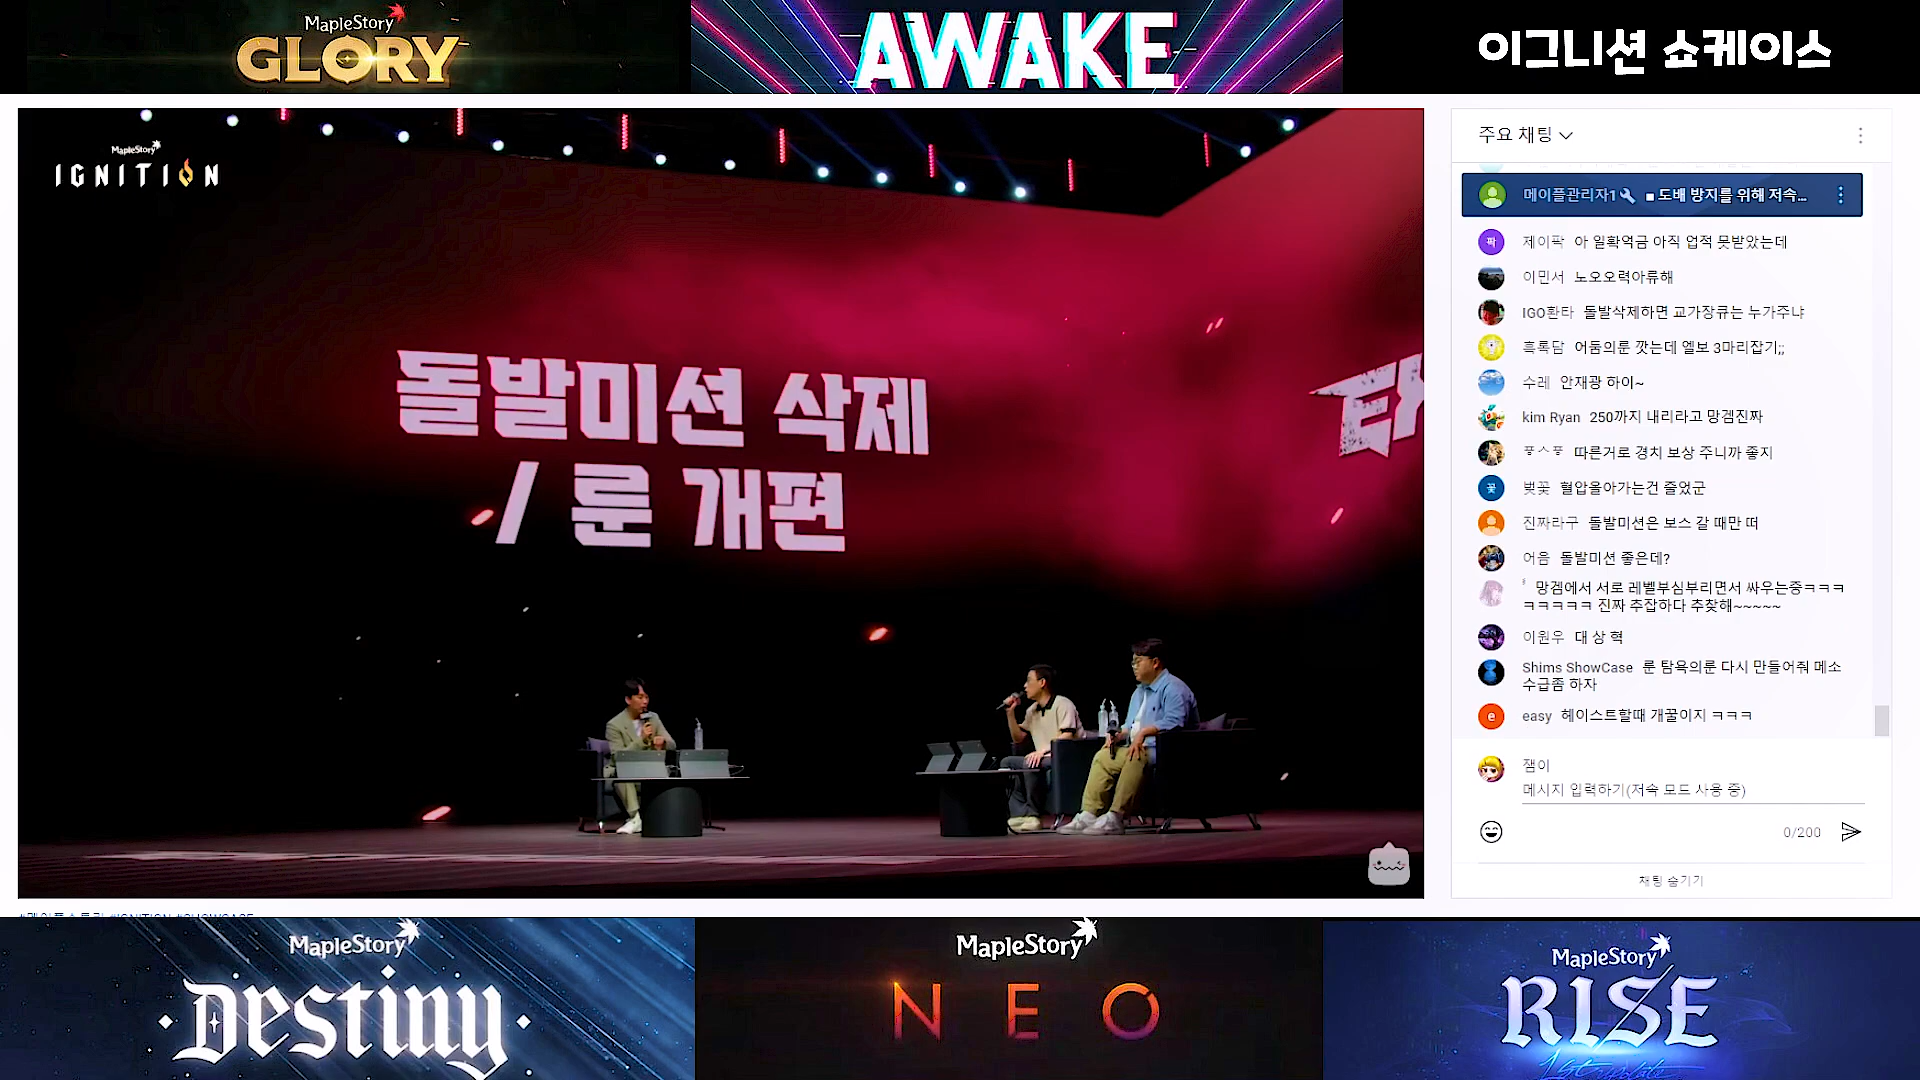 MapleStory
GLORY
AWAKE
이그니션 쇼케이스
MapleStory
IGNITION
돌발미션 삭제
/ 룬 개편
주요 채팅
메이플관리자1 ■ 도배 방지를 위해 저속...
팍 제이팍 아 일확억금 아직 업적 못받았는데
이민서 노오오력아류해
IGO환타 돌발삭제하면 교가장큐는 누가주냐
흑록담 어둠의룬 깟는데 엘보 3마리잡기;;
수레 안재광 하이~
kim Ryan 250까지 내리라고 망겜진짜
ㅎㅅㅎ 따른거로 경치 보상 주니까 좋지
꽃 벚꽃 혈압올아가는건 줄었군
진짜라구 돌발미션은 보스 갈 때만 떠
어음 돌발미션 좋은데?
망겜에서 서로 레벨부심부리면서 싸우는중ㅋㅋㅋ
ㅋㅋㅋㅋㅋ 진짜 추잡하다 추찾해~~~~~
이원우 대 상 혁
Shims ShowCase 룬 탐욕의룬 다시 만들어줘 메소
수급좀 하자
e easy 헤이스트할때 개꿀이지 ㅋㅋㅋ
잼이
메시지 입력하기(저속 모드 사용 중)
0/200
채팅 숨기기
MapleStory
DESTINY
MapleStory
NEO
MapleStory
RISE
1st update